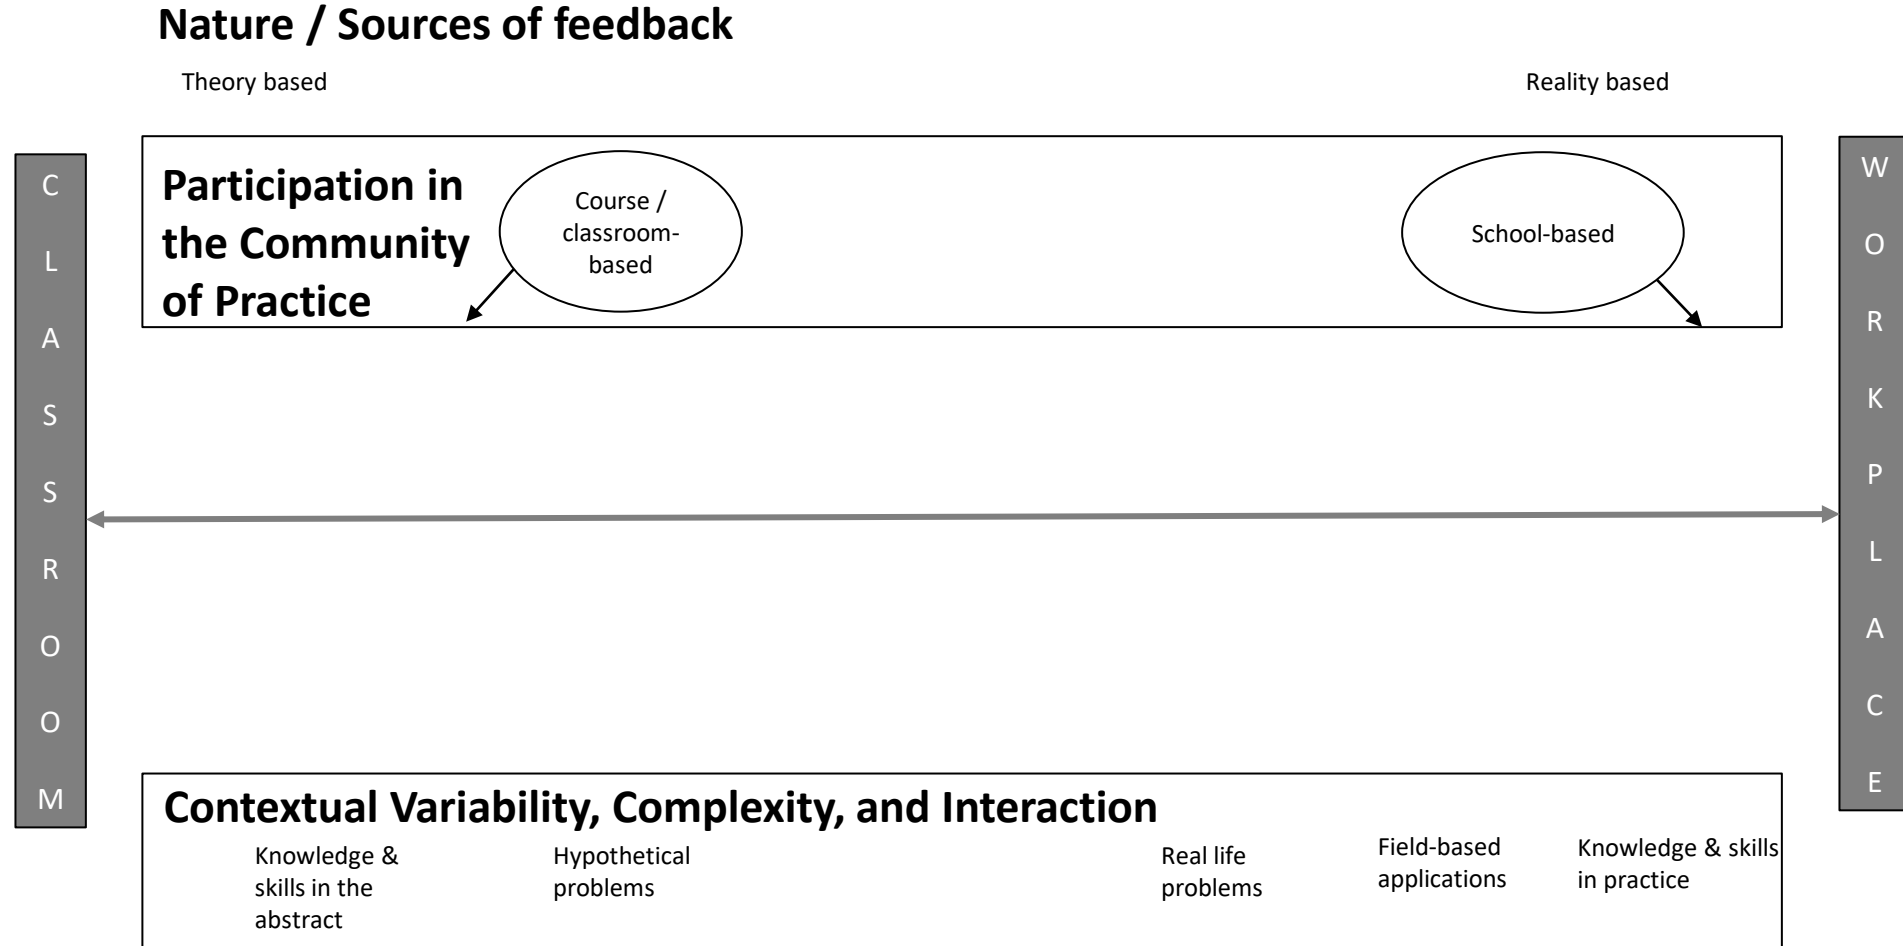 Nature / Sources of feedback
Theory based
Reality based
C
L
A
S
S
R
O
O
M
Participation in
the Community
of Practice
Course /
classroom-
based
School-based
W
O
R
K
P
L
A
C
E
Contextual Variability, Complexity, and Interaction
Knowledge &
skills in the
abstract
Hypothetical
problems
Real life
problems
Field-based
applications
Knowledge & skills
in practice